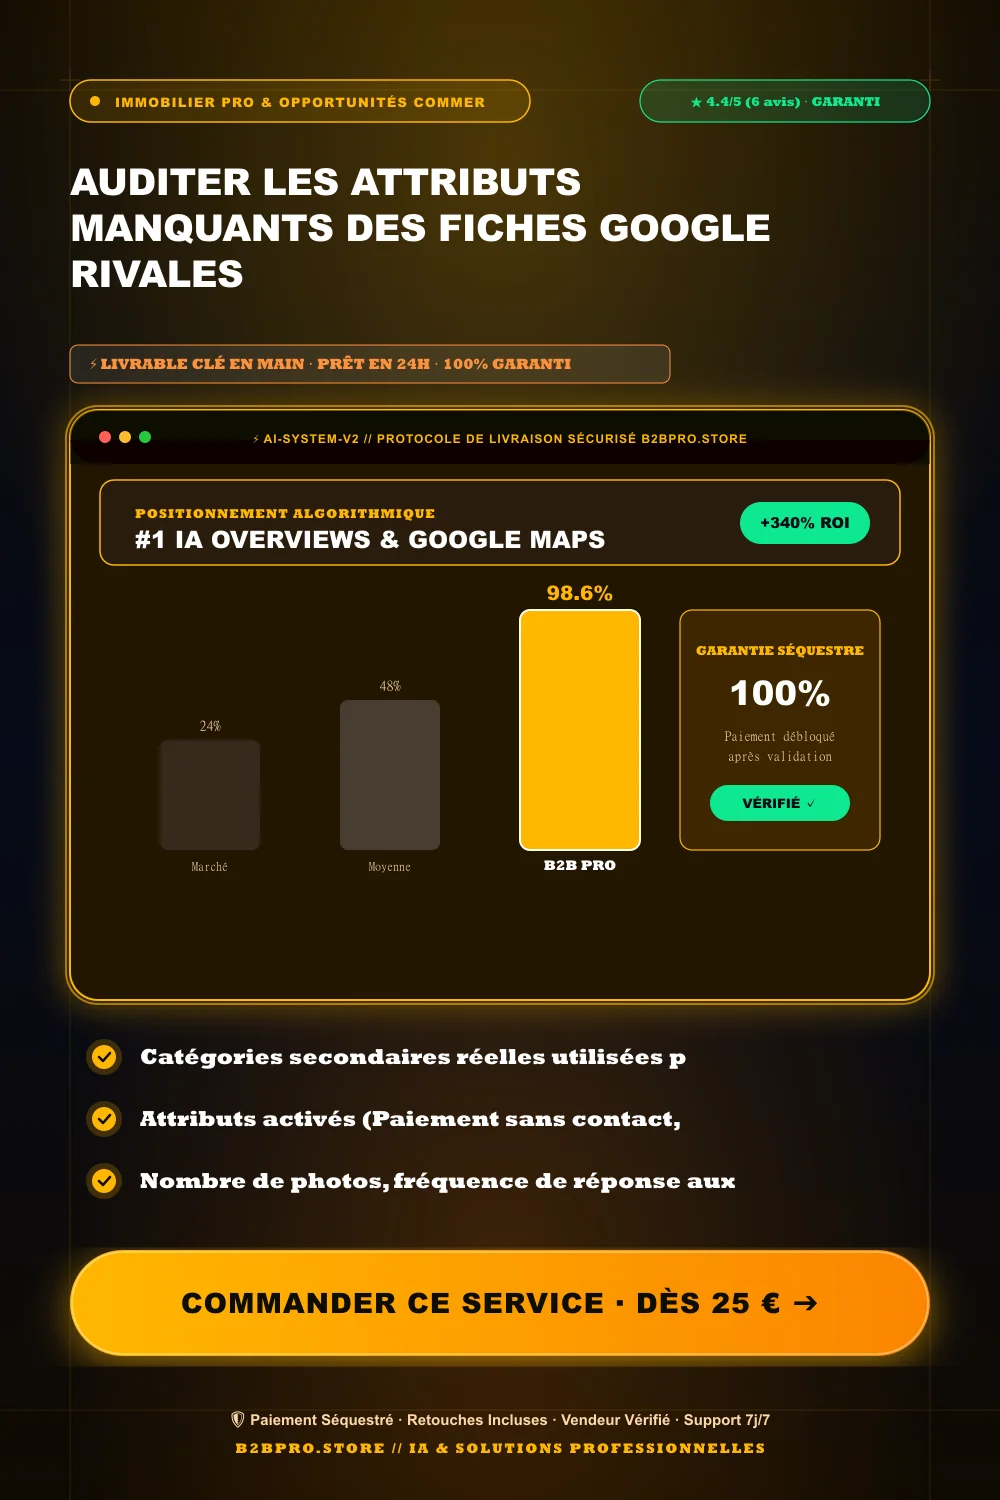 IMMOBILIER PRO & OPPORTUNITÉS COMMER
★ 4.4/5 (6 avis) · GARANTI
AUDITER LES ATTRIBUTS
MANQUANTS DES FICHES GOOGLE
RIVALES
⚡ LIVRABLE CLÉ EN MAIN · PRÊT EN 24H · 100% GARANTI
⚡ AI-SYSTEM-V2 // PROTOCOLE DE LIVRAISON SÉCURISÉ B2BPRO.STORE
POSITIONNEMENT ALGORITHMIQUE
#1 IA OVERVIEWS & GOOGLE MAPS
+340% ROI
24%
Marché
48%
Moyenne
98.6%
B2B PRO
GARANTIE SÉQUESTRE
100%
Paiement débloqué
après validation
VÉRIFIÉ ✓
Catégories secondaires réelles utilisées p
Attributs activés (Paiement sans contact,
Nombre de photos, fréquence de réponse aux
COMMANDER CE SERVICE · DÈS 25 € →
🛡 Paiement Séquestré · Retouches Incluses · Vendeur Vérifié · Support 7j/7
B2BPRO.STORE // IA & SOLUTIONS PROFESSIONNELLES